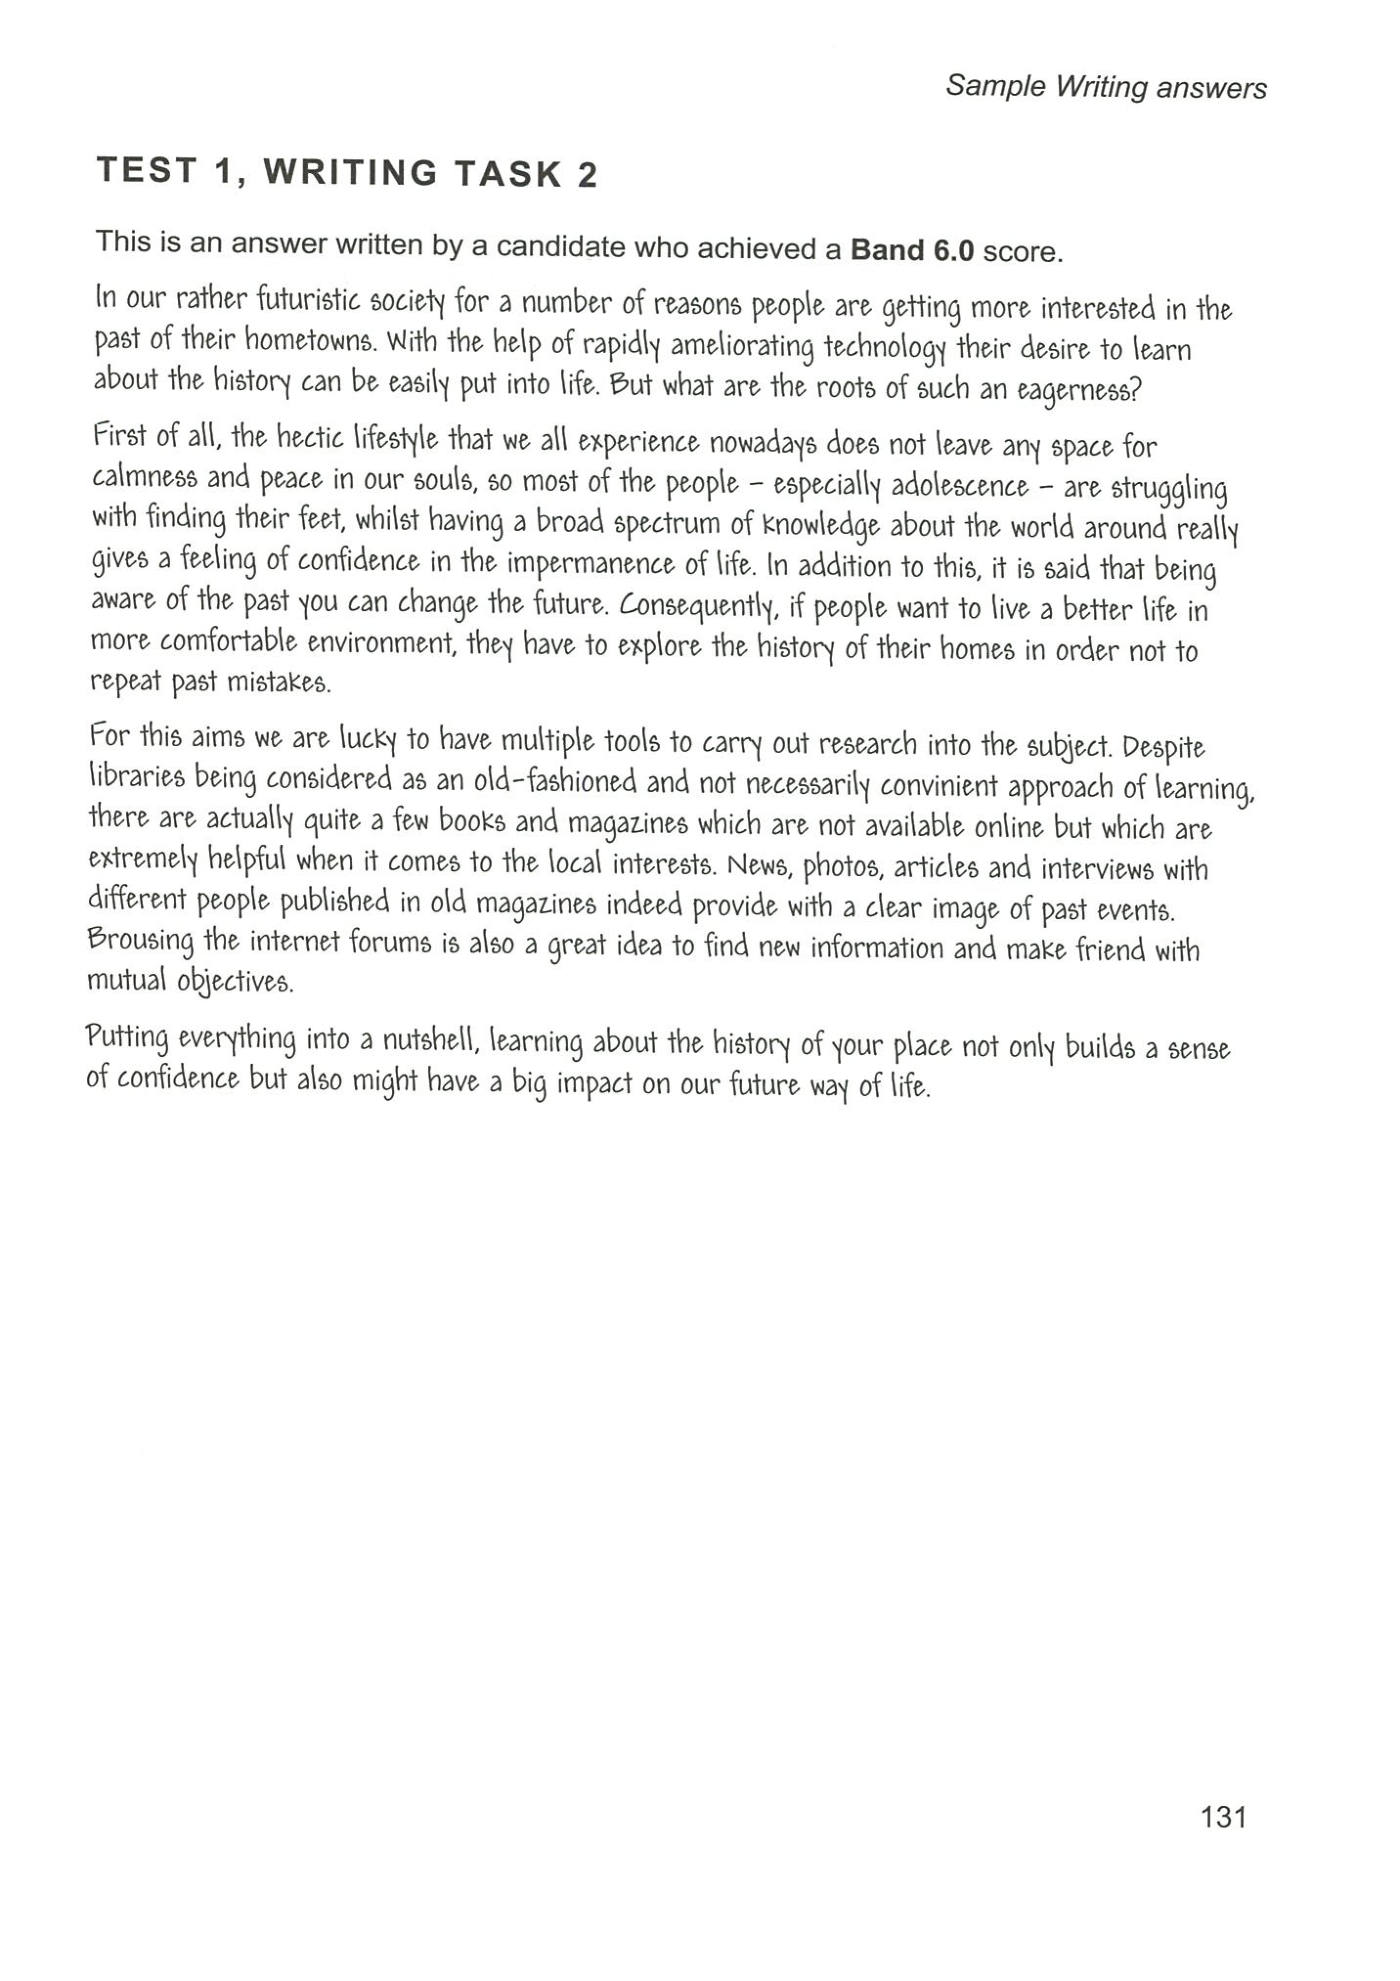 Sample Writing answers
TEST 1, WRITING TASK 2
This is an answer written by a candidate who achieved a Band 6.0 score.
In our rather futuristic society for a number of reasons people are getting more interested in the
past of their hometowns. With the help of rapidly ameliorating technology their desire to learn
about the history can be easily put into life. But what are the roots of such an eagerness?
First of all, the hectic lifestyle that we all experience nowadays does not leave any space for
calmness and peace in our souls, so most of the people – especially adolescence – are struggling
with finding their feet, whilst having a broad spectrum of knowledge about the world around really
gives a feeling of confidence in the impermanence of life. In addition to this, it is said that being
aware of the past you can change the future. Consequently, if people want to live a better life in
more comfortable environment, they have to explore the history of their homes in order not to
repeat past mistakes.
For this aims we are lucky to have multiple tools to carry out research into the subject. Despite
libraries being considered as an old-fashioned and not necessarily convinient approach of learning,
there are actually quite a few books and magazines which are not available online but which are
extremely helpful when it comes to the local interests. News, photos, articles and interviews with
different people published in old magazines indeed provide with a clear image of past events.
Brousing the internet forums is also a great idea to find new information and make friend with
mutual objectives.
Putting everything into a nutshell, learning about the history of your place not only builds a sense
of confidence but also might have a big impact on our future way of life.
131